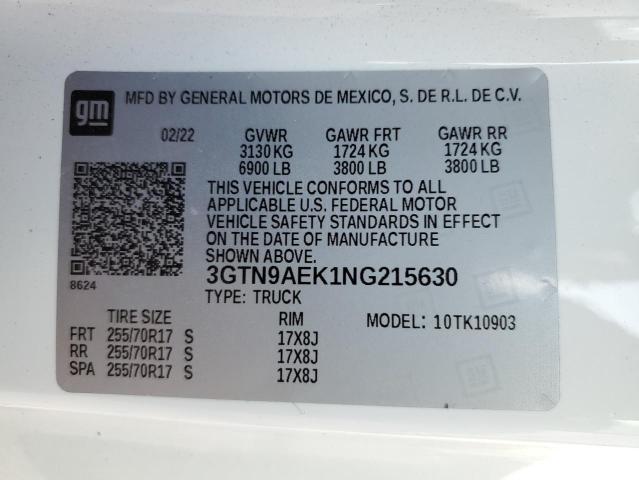 gm
MFD BY GENERAL MOTORS DE MEXICO, S. DE R.L. DE C.V.
02/22 GVWR GAWR FRT GAWR RR
3130 KG 1724 KG 1724 KG
6900 LB 3800 LB 3800 LB
THIS VEHICLE CONFORMS TO ALL
APPLICABLE U.S. FEDERAL MOTOR
VEHICLE SAFETY STANDARDS IN EFFECT
ON THE DATE OF MANUFACTURE
SHOWN ABOVE.
8624
3GTN9AEK1NG215630
TYPE: TRUCK
TIRE SIZE RIM MODEL: 10TK10903
FRT 255/70R17 S 17X8J
RR 255/70R17 S 17X8J
SPA 255/70R17 S 17X8J